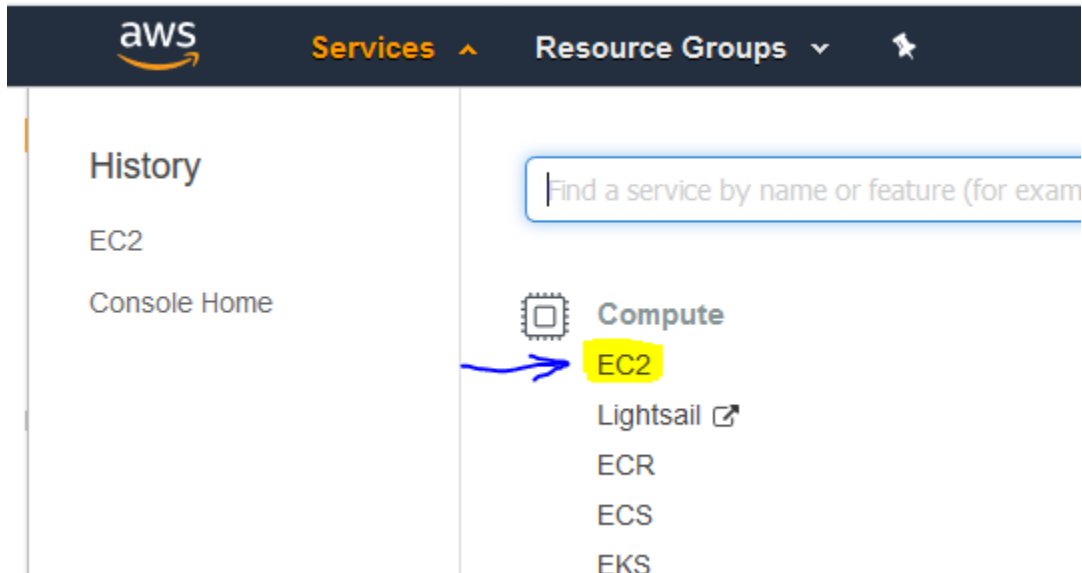 aws Services Resource Groups
History
EC2
Console Home
Find a service by name or feature (for exam
Compute
EC2
Lightsail
ECR
ECS
EKS